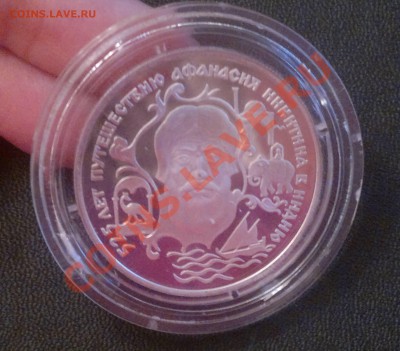 COINS.LAVE.RU
COINS.LAVE.RU
525 ЛЕТ ПУТЕШЕСТВИЮ АФАНАСИЯ НИКИТИНА В ИНДИЮ